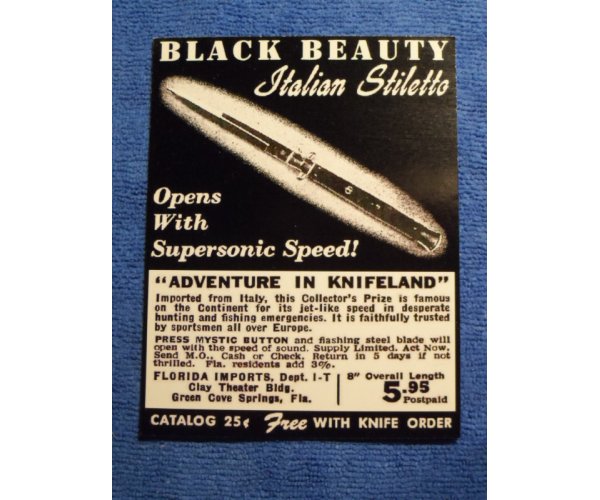 BLACK BEAUTY
Italian Stiletto
Opens
With
Supersonic Speed!
"ADVENTURE IN KNIFELAND"
Imported from Italy, this Collector's Prize is famous
on the Continent for its jet-like speed in desperate
hunting and fishing emergencies. It is faithfully trusted
by sportsmen all over Europe.
PRESS MYSTIC BUTTON and flashing steel blade will
open with the speed of sound. Supply Limited. Act Now.
Send M.O., Cash or Check. Return in 5 days if not
thrilled. Fla. residents add 3%.
FLORIDA IMPORTS, Dept. I-T
Clay Theater Bldg.
Green Cove Springs, Fla.
8" Overall Length
5.95
Postpaid
CATALOG 25¢ Free WITH KNIFE ORDER